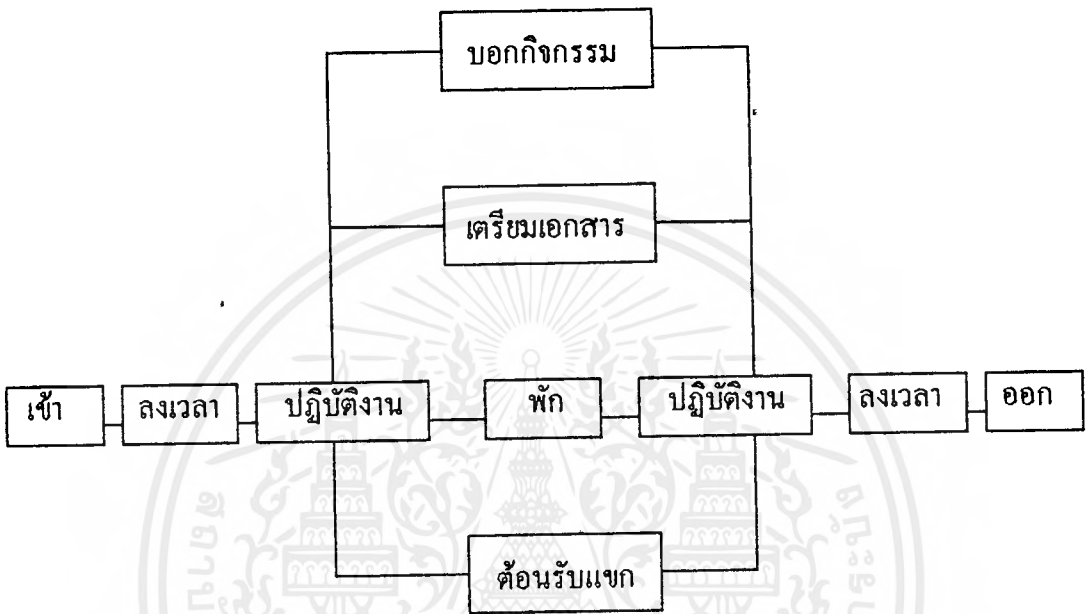 บอกกิจกรรม
เตรียมเอกสาร
เข้า ลงเวลา ปฏิบัติงาน พัก ปฏิบัติงาน ลงเวลา ออก
ต้อนรับแขก